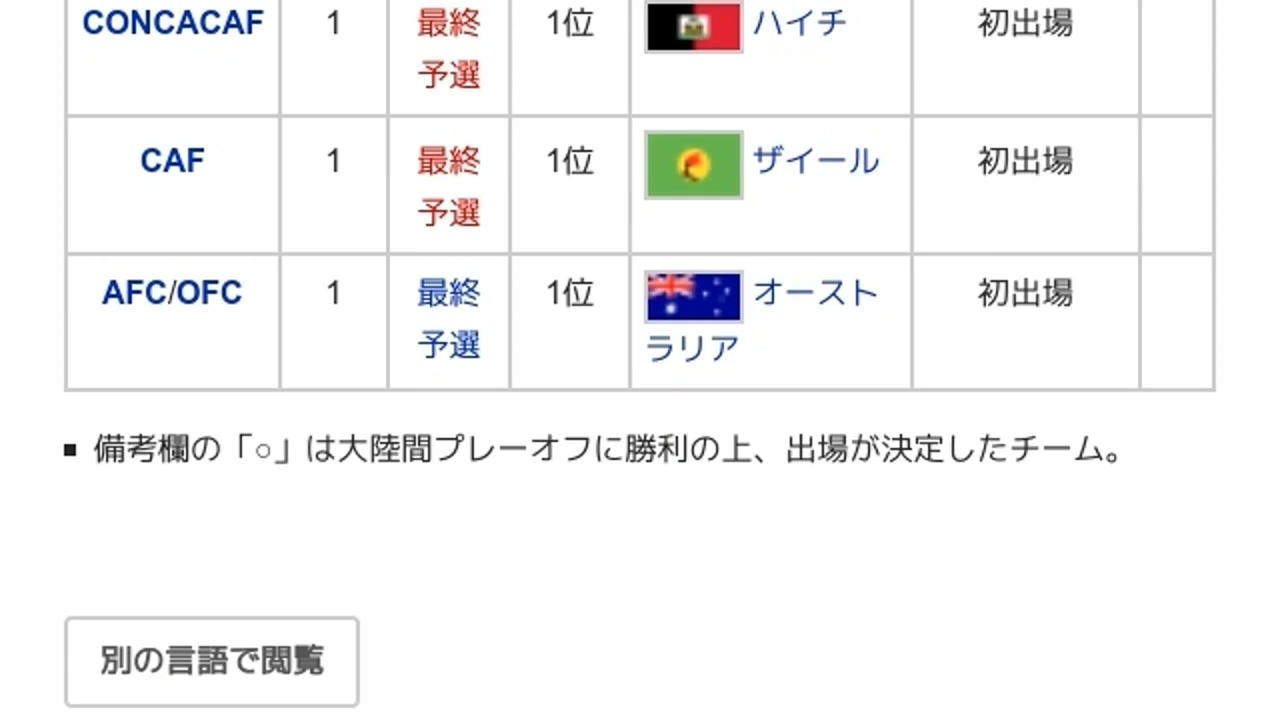 CONCACAF 1 最終 1位 ハイチ 初出場
予選
CAF 1 最終 1位 ザイール 初出場
予選
AFC/OFC 1 最終 1位 オースト 初出場
予選 ラリア
■ 備考欄の「○」は大陸間プレーオフに勝利の上、出場が決定したチーム。
別の言語で閲覧